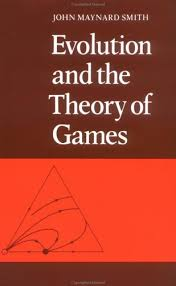 JOHN MAYNARD SMITH
Evolution
and the
Theory of
Games